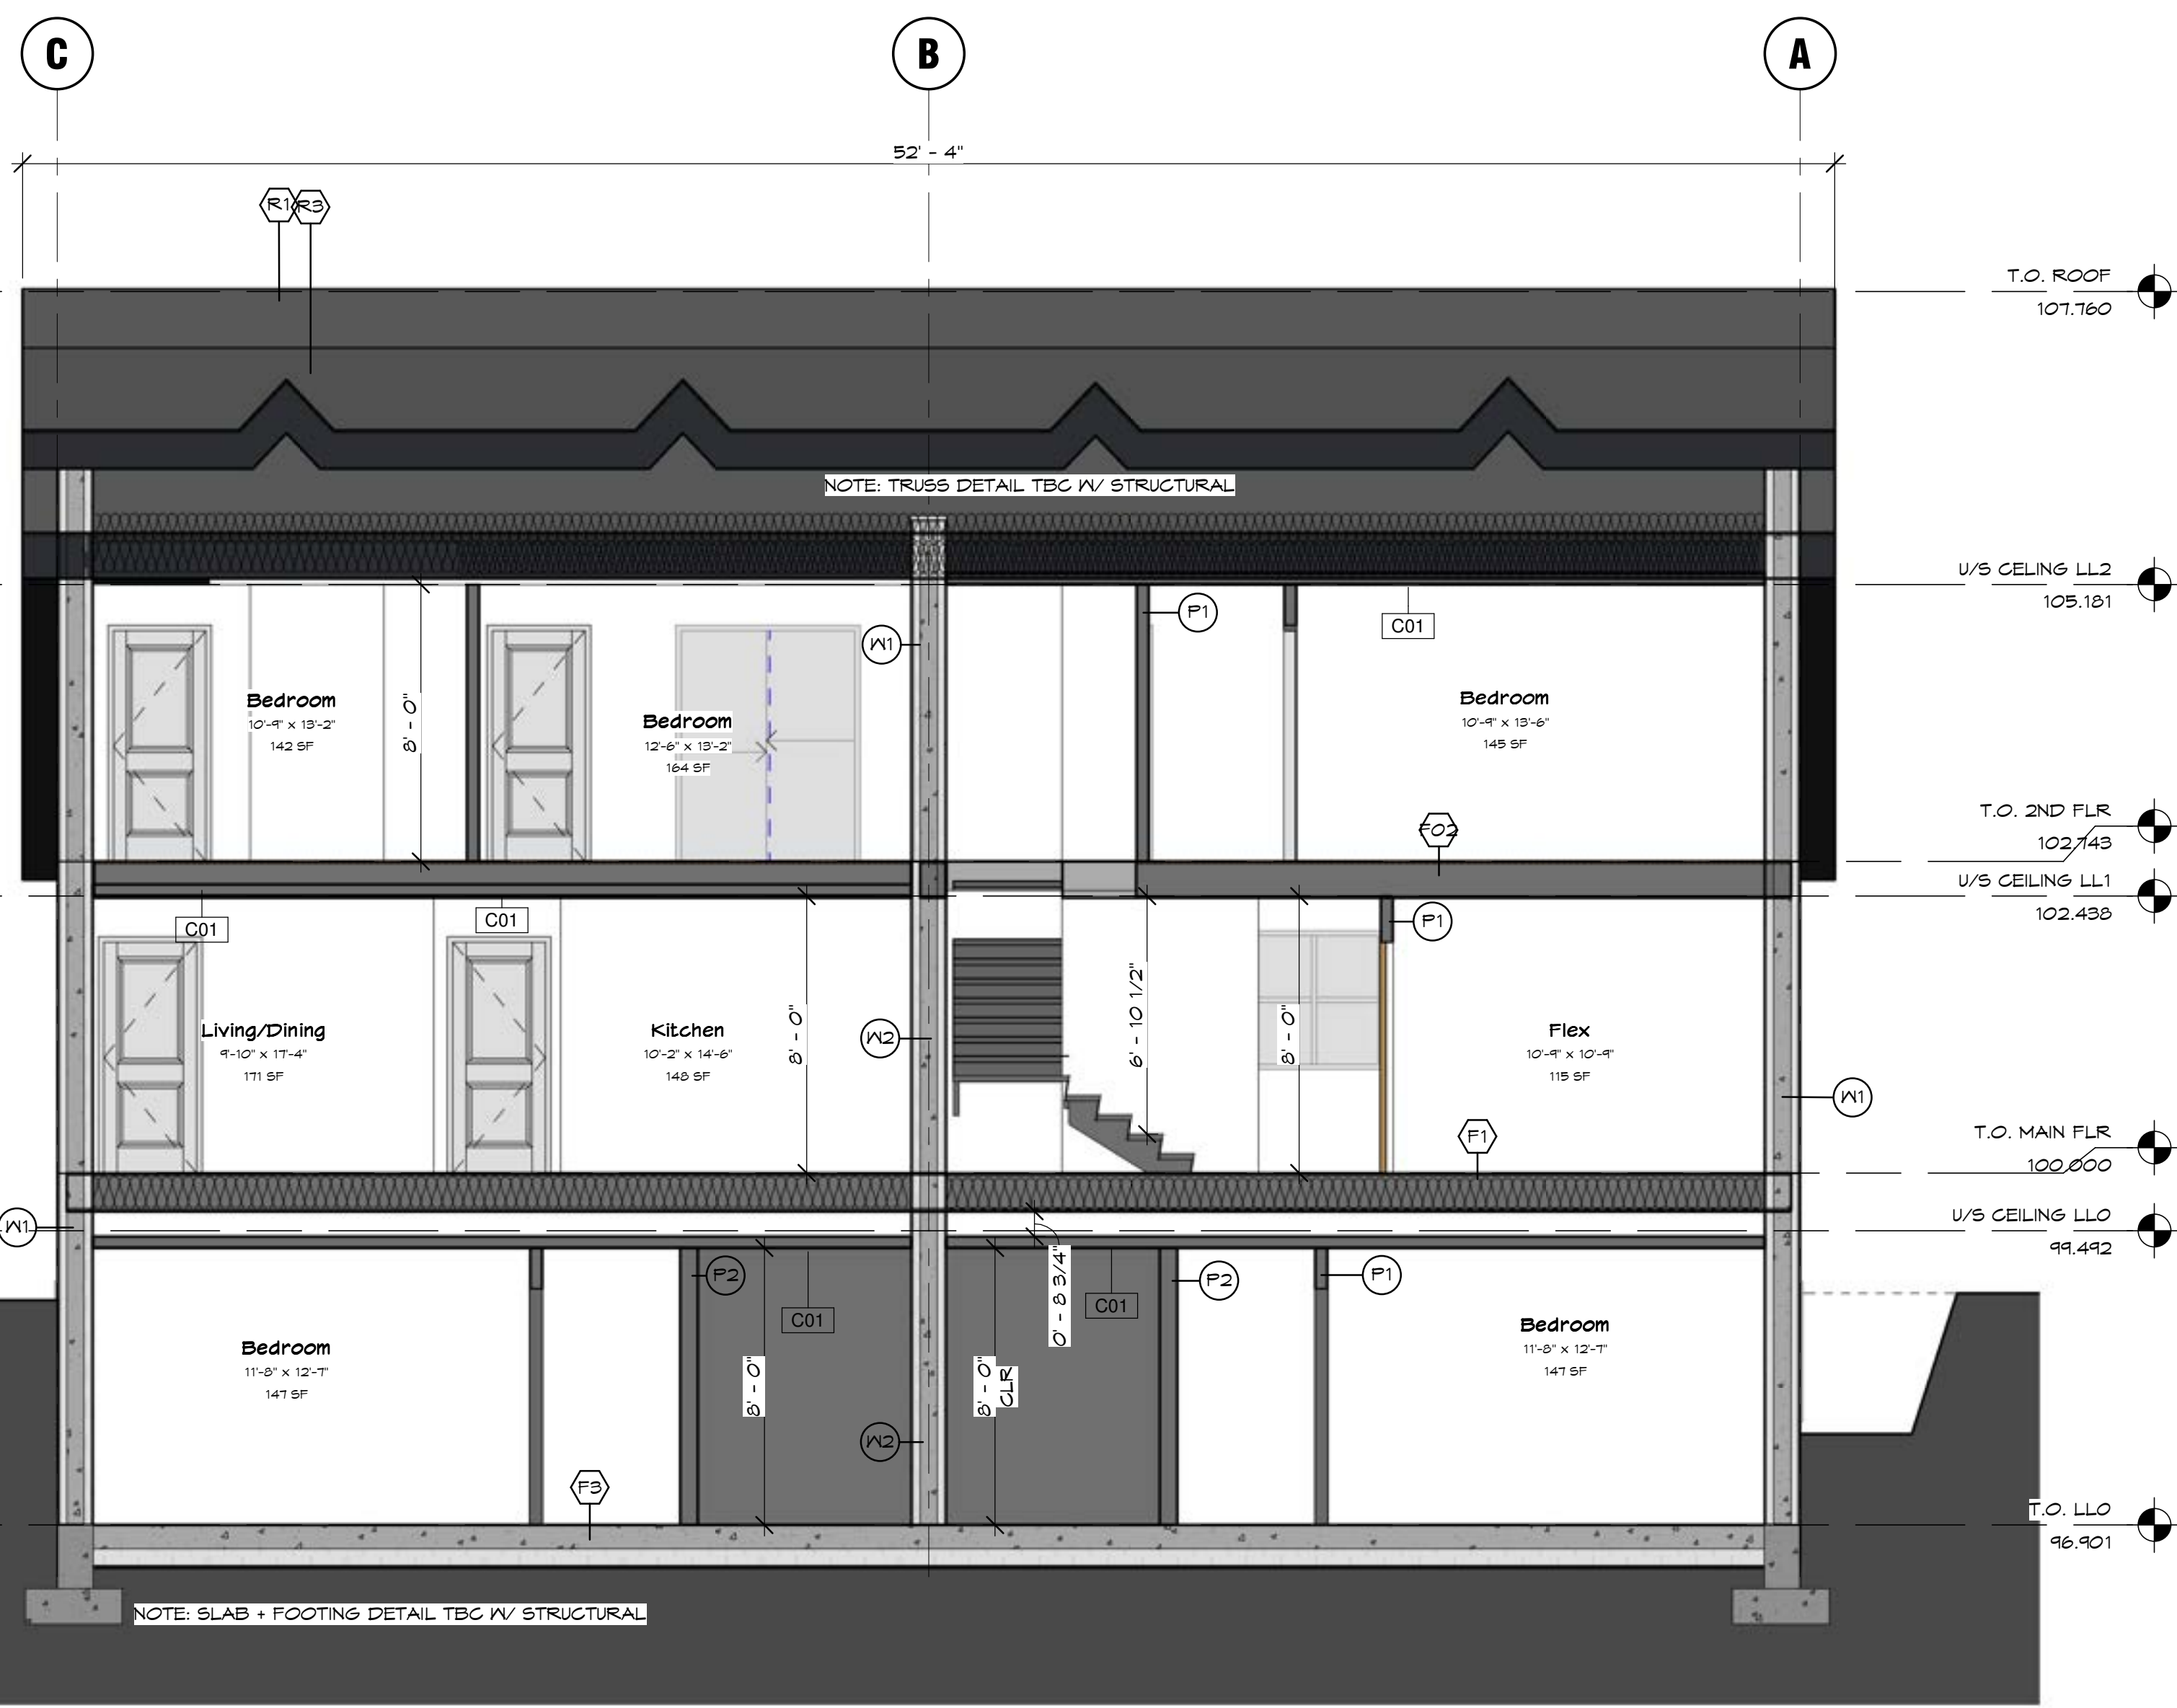 C
B
A
52' - 4"
R1
R3
T.O. ROOF
107.760
NOTE: TRUSS DETAIL TBC W/ STRUCTURAL
U/S CELING LL2
105.181
P1
C01
W1
Bedroom
10'-9" x 13'-2"
142 SF
8' - 0"
Bedroom
12'-6" x 13'-2"
164 SF
Bedroom
10'-9" x 13'-6"
145 SF
F02
T.O. 2ND FLR
102.743
U/S CEILING LL1
102.438
C01
C01
P1
Living/Dining
9'-10" x 17'-4"
171 SF
Kitchen
10'-2" x 14'-6"
148 SF
8' - 0"
W2
6' - 10 1/2"
8' - 0"
Flex
10'-9" x 10'-9"
115 SF
W1
F1
T.O. MAIN FLR
100.000
W1
U/S CEILING LL0
99.492
P2
C01
0' - 8 3/4"
C01
P2
P1
Bedroom
11'-8" x 12'-7"
147 SF
8' - 0"
8' - 0"
CLR
Bedroom
11'-8" x 12'-7"
147 SF
W2
F3
T.O. LL0
96.901
NOTE: SLAB + FOOTING DETAIL TBC W/ STRUCTURAL